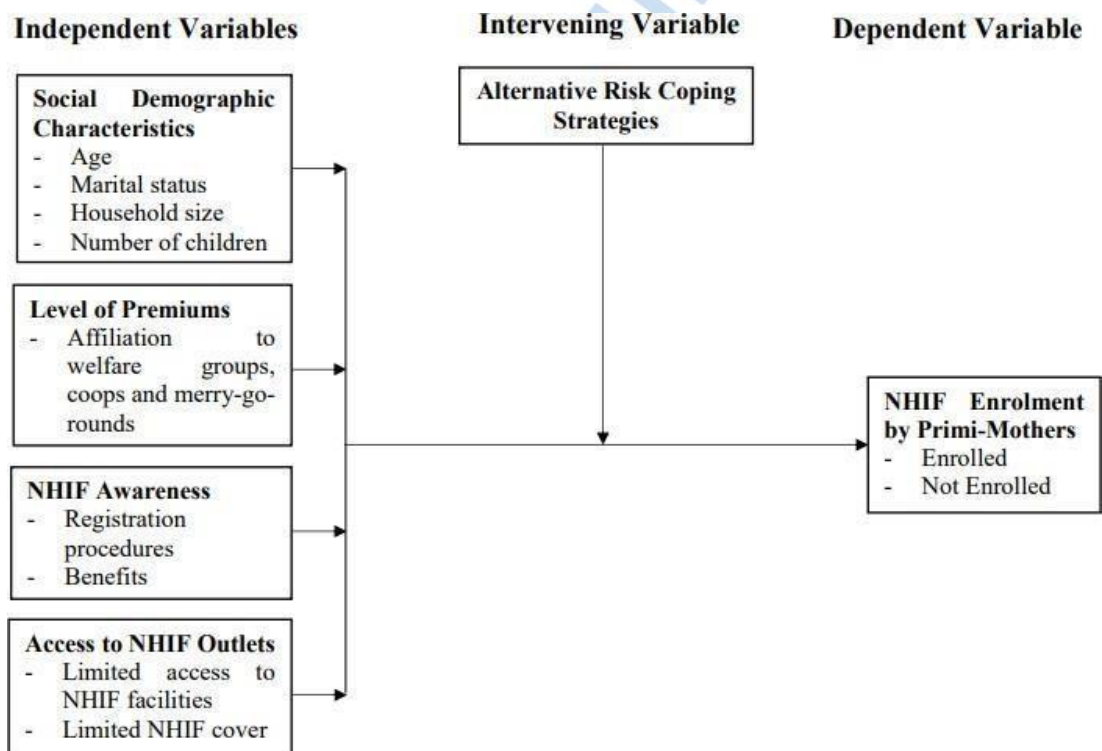 Independent Variables
Intervening Variable
Dependent Variable
Social Demographic
Characteristics
- Age
- Marital status
- Household size
- Number of children
Alternative Risk Coping
Strategies
Level of Premiums
- Affiliation to
welfare groups,
coops and merry-go-
rounds
NHIF Awareness
- Registration
procedures
- Benefits
Access to NHIF Outlets
- Limited access to
NHIF facilities
- Limited NHIF cover
NHIF Enrolment
by Primi-Mothers
- Enrolled
- Not Enrolled